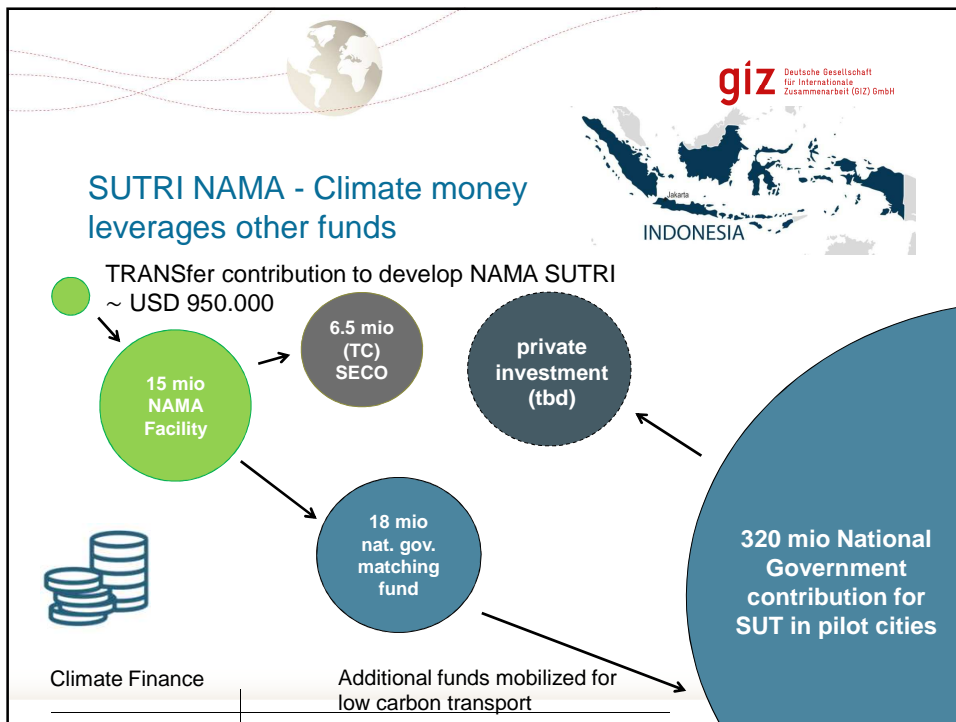 giz
Deutsche Gesellschaft
für Internationale
Zusammenarbeit (GIZ) GmbH
Jakarta
INDONESIA
SUTRI NAMA - Climate money
leverages other funds
TRANSfer contribution to develop NAMA SUTRI
~ USD 950.000
15 mio
NAMA
Facility
6.5 mio
(TC)
SECO
private
investment
(tbd)
18 mio
nat. gov.
matching
fund
320 mio National
Government
contribution for
SUT in pilot cities
Climate Finance
Additional funds mobilized for
low carbon transport